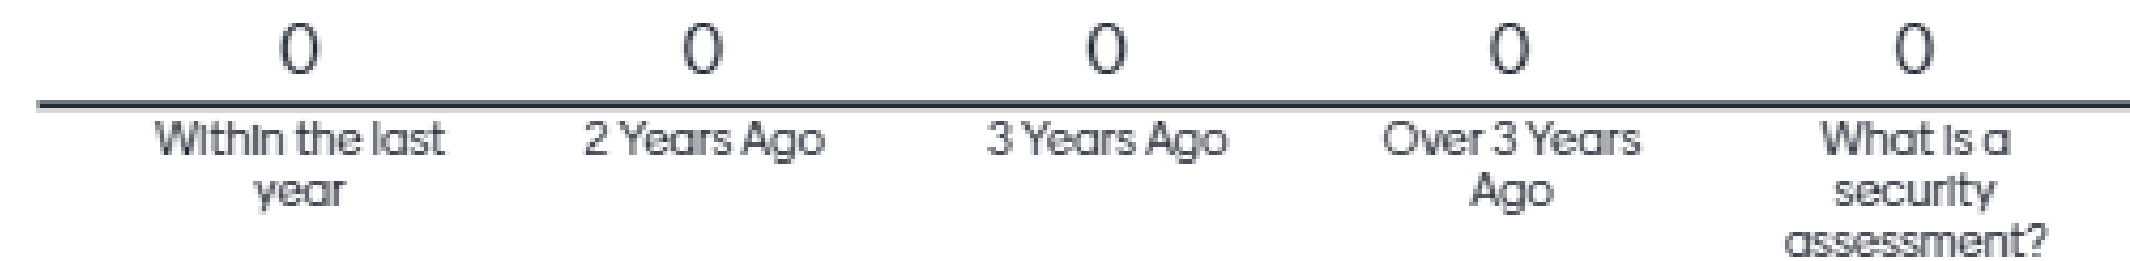 0 0 0 0 0
Within the last year
2 Years Ago
3 Years Ago
Over 3 Years Ago
What is a security assessment?